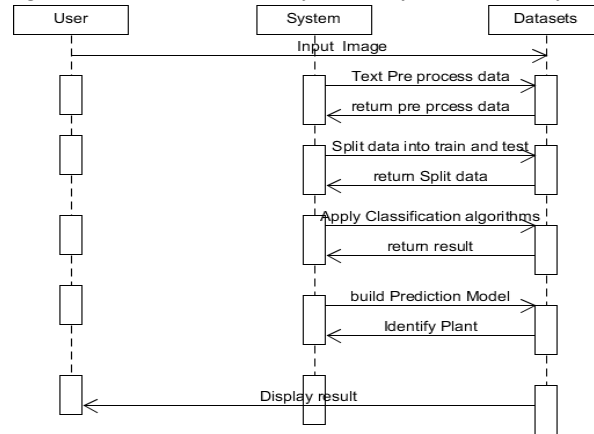 User
System
Datasets
Input Image
Text Pre process data
return pre prcess data
Split data into train and test
return Split data
Apply Classification algorithms
return result
build Prediction Model
Identify Plant
Display result